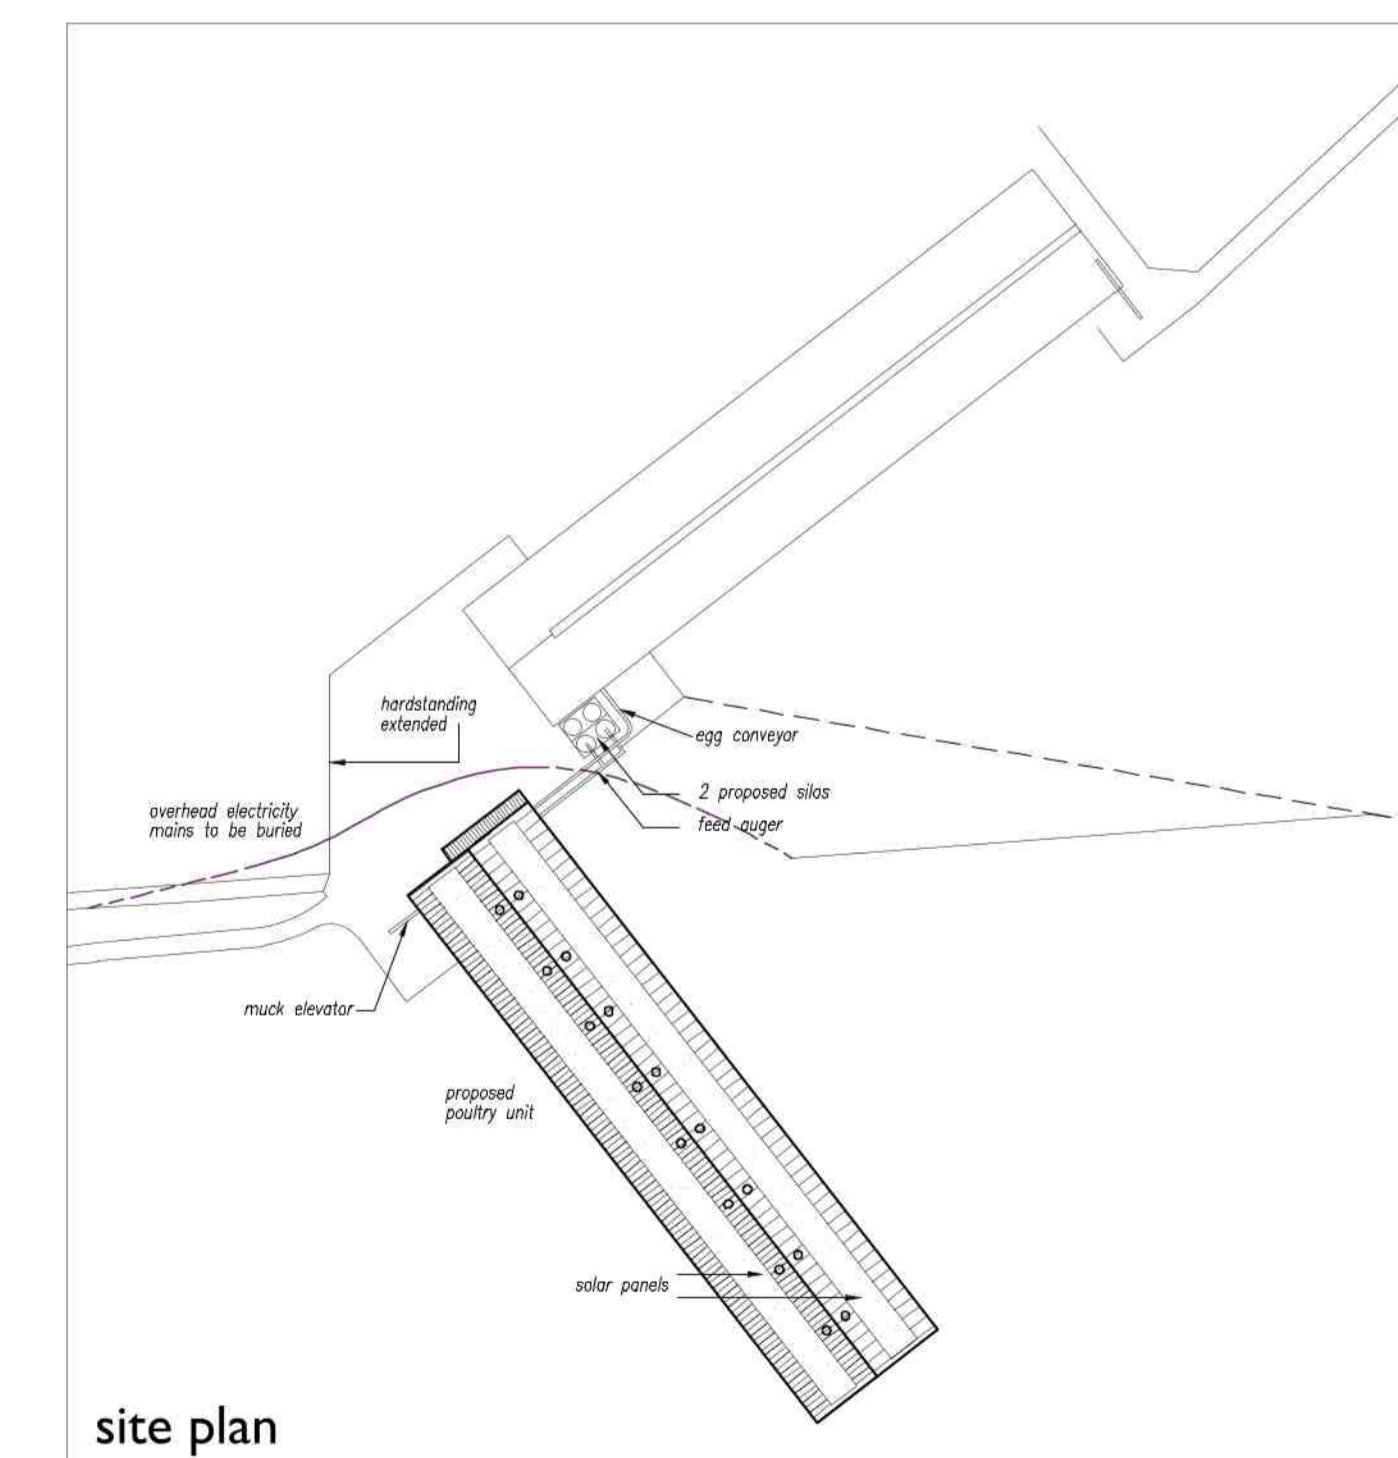 hardstanding
extended
egg conveyor
2 proposed silos
feed auger
overhead electricity
mains to be buried
muck elevator
proposed
poultry unit
solar panels
site plan